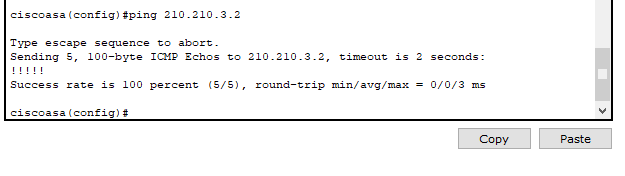 ciscoasa(config)#ping 210.210.3.2
Type escape sequence to abort.
Sending 5, 100-byte ICMP Echos to 210.210.3.2, timeout is 2 seconds:
!!!!!
Success rate is 100 percent (5/5), round-trip min/avg/max = 0/0/3 ms
ciscoasa(config)#
Copy
Paste